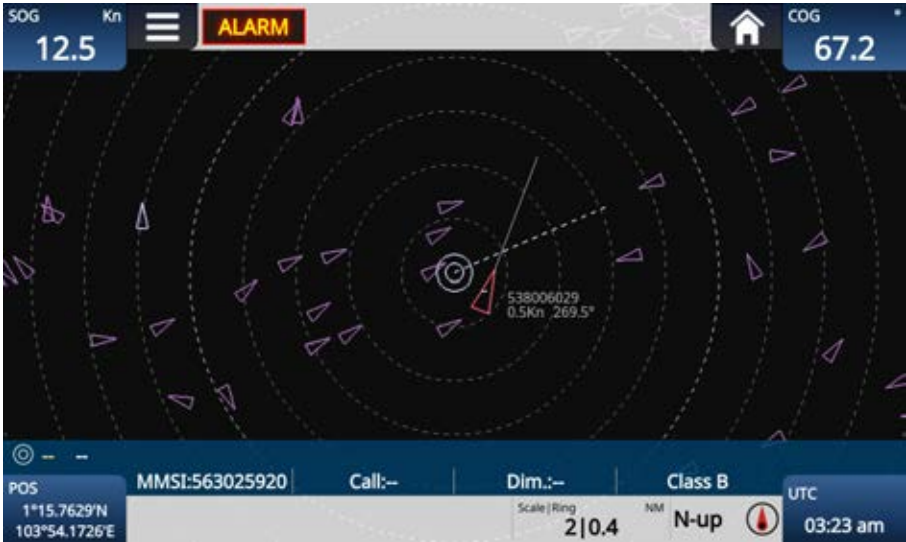 SOG Kn
12.5
ALARM
COG °
67.2
538006029
0.5Kn 269.5°
-- --
MMSI:563025920 Call:-- Dim.:-- Class B
POS
1°15.7629'N
103°54.1726'E
Scale|Ring NM
2|0.4
N-up
UTC
03:23 am